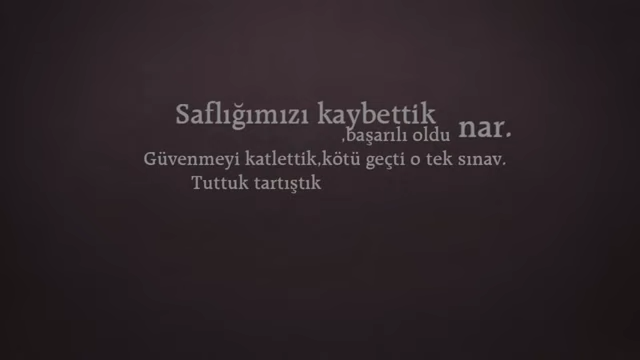 Saflığımızı kaybettik
,başarılı oldu nar.
Güvenmeyi katlettik,kötü geçti o tek sınav.
Tuttuk tartıştık